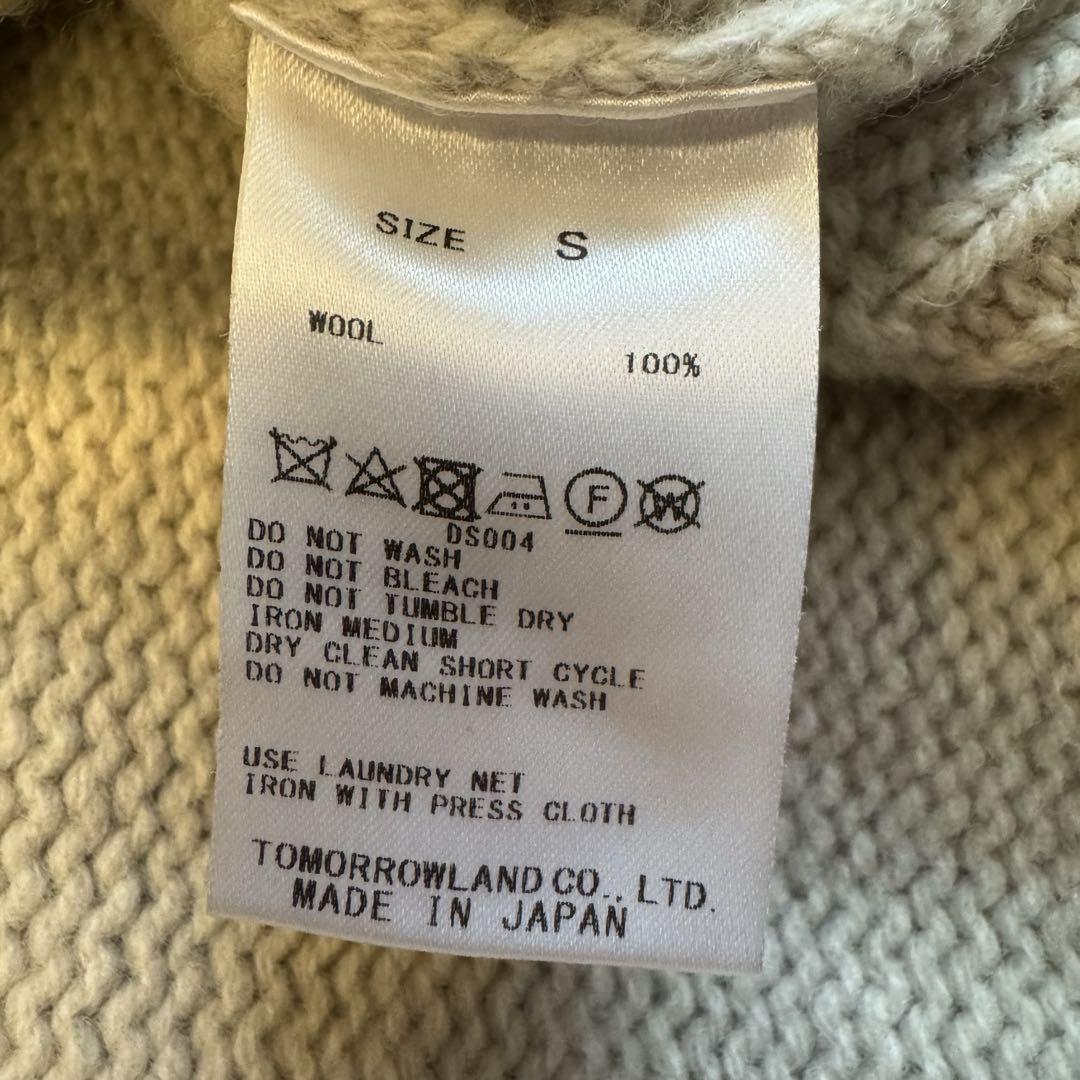 SIZE S
WOOL
100%
F W
DS004
DO NOT WASH
DO NOT BLEACH
DO NOT TUMBLE DRY
IRON MEDIUM
DRY CLEAN SHORT CYCLE
DO NOT MACHINE WASH
USE LAUNDRY NET
IRON WITH PRESS CLOTH
TOMORROWLAND CO., LTD.
MADE IN JAPAN